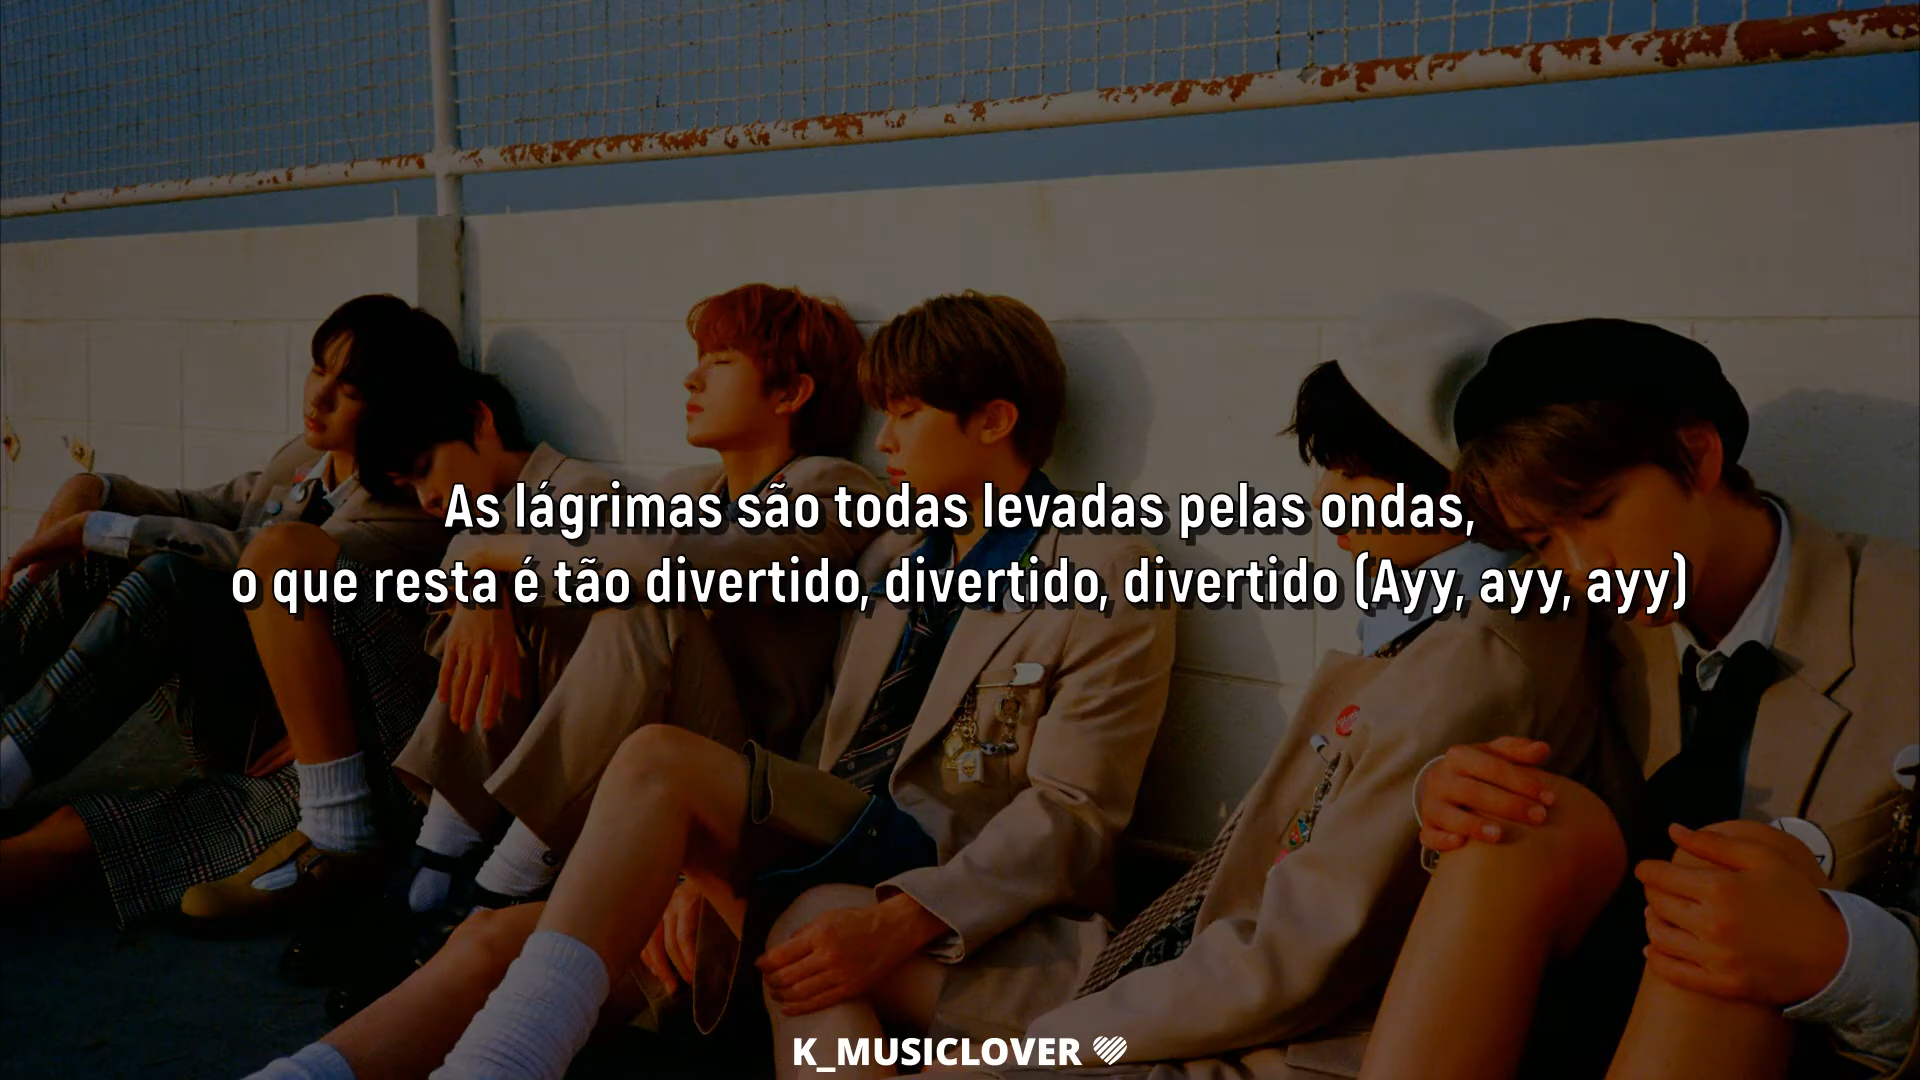 As lágrimas são todas levadas pelas ondas,
o que resta é tão divertido, divertido, divertido (Ayy, ayy, ayy)
K_MUSICLOVER